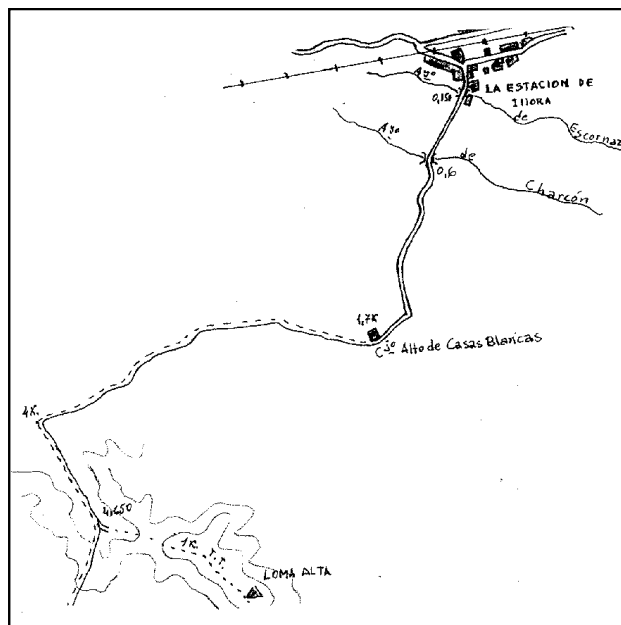 Ayo
LA ESTACION DE
ILLORA
0,150
de
Escornaz
Ayo
de
0,6
Charcón
1,7K
Cjo Alto de Casas Blancas
4K.
4,650
1K. P.P.
LOMA ALTA